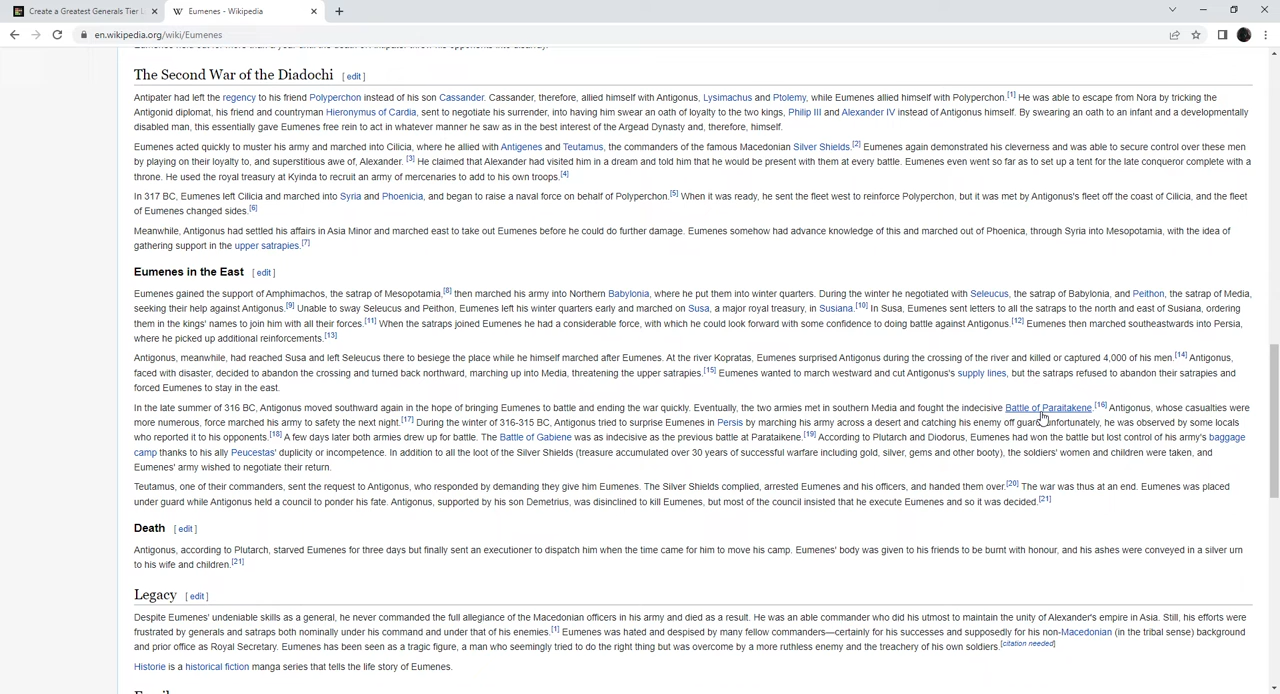 Create a Greatest Generals Tier L
Eumenes - Wikipedia
en.wikipedia.org/wiki/Eumenes
The Second War of the Diadochi [ edit ]
Antipater had left the regency to his friend Polyperchon instead of his son Cassander. Cassander, therefore, allied himself with Antigonus, Lysimachus and Ptolemy, while Eumenes allied himself with Polyperchon.[1] He was able to escape from Nora by tricking the
Antigonid diplomat, his friend and countryman Hieronymus of Cardia, sent to negotiate his surrender, into having him swear an oath of loyalty to the two kings, Philip III and Alexander IV instead of Antigonus himself. By swearing an oath to an infant and a developmentally
disabled man, this essentially gave Eumenes free rein to act in whatever manner he saw as in the best interest of the Argead Dynasty and, therefore, himself.
Eumenes acted quickly to muster his army and marched into Cilicia, where he allied with Antigenes and Teutamus, the commanders of the famous Macedonian Silver Shields.[2] Eumenes again demonstrated his cleverness and was able to secure control over these men
by playing on their loyalty to, and superstitious awe of, Alexander. [3] He claimed that Alexander had visited him in a dream and told him that he would be present with them at every battle. Eumenes even went so far as to set up a tent for the late conqueror complete with a
throne. He used the royal treasury at Kyinda to recruit an army of mercenaries to add to his own troops.[4]
In 317 BC, Eumenes left Cilicia and marched into Syria and Phoenicia, and began to raise a naval force on behalf of Polyperchon.[5] When it was ready, he sent the fleet west to reinforce Polyperchon, but it was met by Antigonus's fleet off the coast of Cilicia, and the fleet
of Eumenes changed sides.[6]
Meanwhile, Antigonus had settled his affairs in Asia Minor and marched east to take out Eumenes before he could do further damage. Eumenes somehow had advance knowledge of this and marched out of Phoenica, through Syria into Mesopotamia, with the idea of
gathering support in the upper satrapies.[7]
Eumenes in the East [ edit ]
Eumenes gained the support of Amphimachos, the satrap of Mesopotamia,[8] then marched his army into Northern Babylonia, where he put them into winter quarters. During the winter he negotiated with Seleucus, the satrap of Babylonia, and Peithon, the satrap of Media,
seeking their help against Antigonus.[9] Unable to sway Seleucus and Peithon, Eumenes left his winter quarters early and marched on Susa, a major royal treasury, in Susiana.[10] In Susa, Eumenes sent letters to all the satraps to the north and east of Susiana, ordering
them in the kings' names to join him with all their forces.[11] When the satraps joined Eumenes he had a considerable force, with which he could look forward with some confidence to doing battle against Antigonus.[12] Eumenes then marched southeastwards into Persia,
where he picked up additional reinforcements.[13]
Antigonus, meanwhile, had reached Susa and left Seleucus there to besiege the place while he himself marched after Eumenes. At the river Kopratas, Eumenes surprised Antigonus during the crossing of the river and killed or captured 4,000 of his men.[14] Antigonus,
faced with disaster, decided to abandon the crossing and turned back northward, marching up into Media, threatening the upper satrapies.[15] Eumenes wanted to march westward and cut Antigonus's supply lines, but the satraps refused to abandon their satrapies and
forced Eumenes to stay in the east.
In the late summer of 316 BC, Antigonus moved southward again in the hope of bringing Eumenes to battle and ending the war quickly. Eventually, the two armies met in southern Media and fought the indecisive Battle of Paraitakene.[16] Antigonus, whose casualties were
more numerous, force marched his army to safety the next night.[17] During the winter of 316-315 BC, Antigonus tried to surprise Eumenes in Persis by marching his army across a desert and catching his enemy off guard. Unfortunately, he was observed by some locals
who reported it to his opponents.[18] A few days later both armies drew up for battle. The Battle of Gabiene was as indecisive as the previous battle at Parataikene.[19] According to Plutarch and Diodorus, Eumenes had won the battle but lost control of his army's baggage
camp thanks to his ally Peucestas' duplicity or incompetence. In addition to all the loot of the Silver Shields (treasure accumulated over 30 years of successful warfare including gold, silver, gems and other booty), the soldiers' women and children were taken, and
Eumenes' army wished to negotiate their return.
Teutamus, one of their commanders, sent the request to Antigonus, who responded by demanding they give him Eumenes. The Silver Shields complied, arrested Eumenes and his officers, and handed them over.[20] The war was thus at an end. Eumenes was placed
under guard while Antigonus held a council to ponder his fate. Antigonus, supported by his son Demetrius, was disinclined to kill Eumenes, but most of the council insisted that he execute Eumenes and so it was decided.[21]
Death [ edit ]
Antigonus, according to Plutarch, starved Eumenes for three days but finally sent an executioner to dispatch him when the time came for him to move his camp. Eumenes' body was given to his friends to be burnt with honour, and his ashes were conveyed in a silver urn
to his wife and children.[21]
Legacy [ edit ]
Despite Eumenes' undeniable skills as a general, he never commanded the full allegiance of the Macedonian officers in his army and died as a result. He was an able commander who did his utmost to maintain the unity of Alexander's empire in Asia. Still, his efforts were
frustrated by generals and satraps both nominally under his command and under that of his enemies.[1] Eumenes was hated and despised by many fellow commanders—certainly for his successes and supposedly for his non-Macedonian (in the tribal sense) background
and prior office as Royal Secretary. Eumenes has been seen as a tragic figure, a man who seemingly tried to do the right thing but was overcome by a more ruthless enemy and the treachery of his own soldiers.[citation needed]
Historie is a historical fiction manga series that tells the life story of Eumenes.